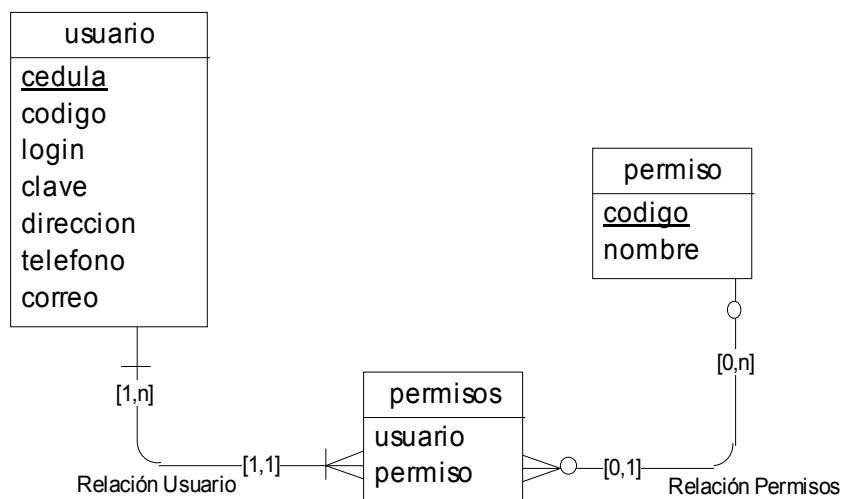 usuario
cedula
codigo
login
clave
direccion
telefono
correo
permiso
codigo
nombre
[1,n]
[0,n]
permisos
usuario
permiso
[1,1]
[0,1]
Relación Usuario
Relación Permisos